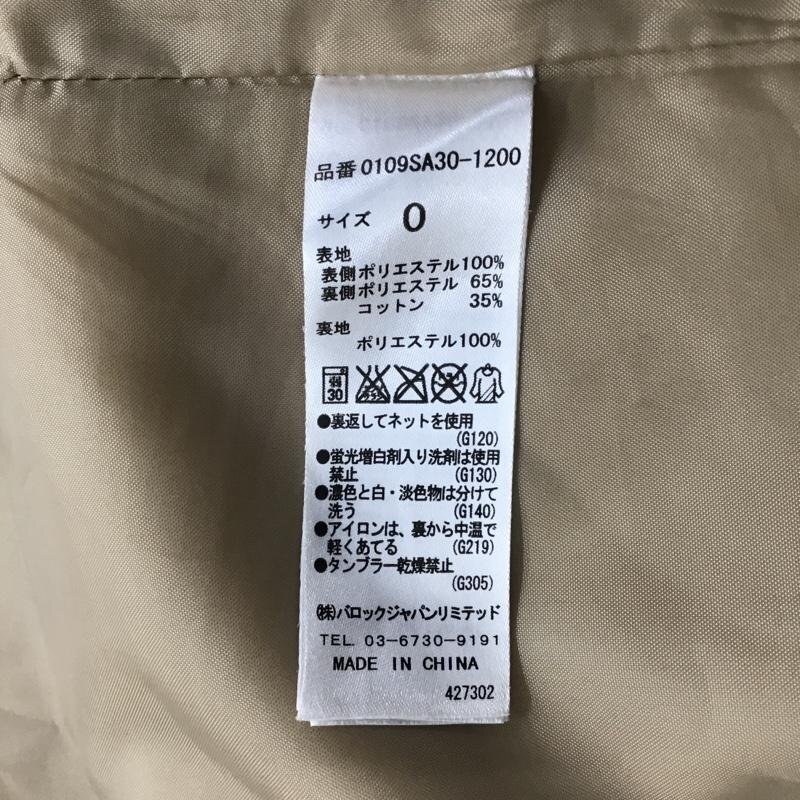 品番 0109SA30-1200
サイズ 0
表地
表側ポリエステル100%
裏側ポリエステル 65%
コットン 35%
裏地
ポリエステル100%
弱
30
●裏返してネットを使用
(G120)
●蛍光増白剤入り洗剤は使用
禁止 (G130)
●濃色と白・淡色物は分けて
洗う (G140)
●アイロンは、裏から中温で
軽くあてる (G219)
●タンブラー乾燥禁止
(G305)
㈱バロックジャパンリミテッド
TEL. 03-6730-9191
MADE IN CHINA
427302